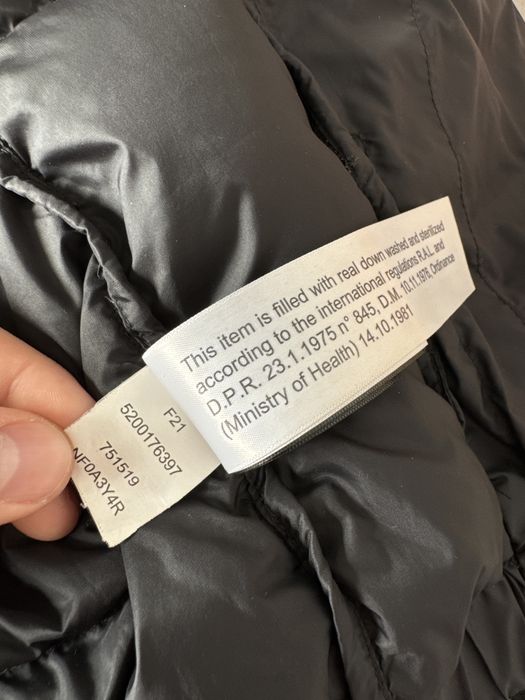 This item is filled with real down washed and sterilized
according to the international regulations R.A.L. and
D.P.R. 23.1.1975 n° 845, D.M. 10.11.1976, Ordinance
(Ministry of Health) 14.10.1981
F21
5200176397
751519
NF0A3Y4R